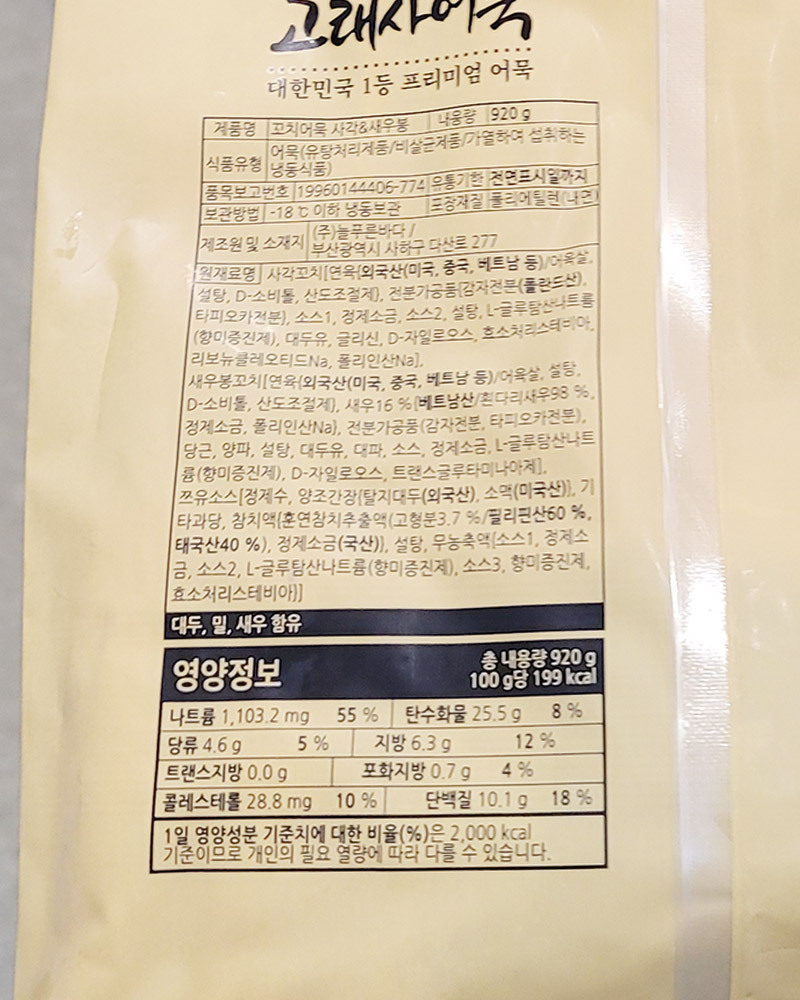 고래사어묵
대한민국 1등 프리미엄 어묵
제품명 꼬치어묵 사각&새우봉 내용량 920 g
식품유형 어묵(유탕처리제품/비살균제품/가열하여 섭취하는
냉동식품)
품목보고번호 19960144406-774 유통기한 전면표시일까지
보관방법 -18 ℃ 이하 냉동보관 포장재질 폴리에틸렌(내면)
제조원 및 소재지 (주)늘푸른바다 /
부산광역시 사하구 다산로 277
원재료명 사각꼬치[연육{외국산(미국, 중국, 베트남 등)/어육살,
설탕, D-소비톨, 산도조절제}, 전분가공품{감자전분(폴란드산),
타피오카전분}, 소스1, 정제소금, 소스2, 설탕, L-글루탐산나트륨
(향미증진제), 대두유, 글리신, D-자일로오스, 효소처리스테비아,
리보뉴클레오티드Na, 폴리인산Na],
새우봉꼬치[연육{외국산(미국, 중국, 베트남 등)/어육살, 설탕,
D-소비톨, 산도조절제}, 새우16 %{베트남산/흰다리새우98 %,
정제소금, 폴리인산Na}, 전분가공품(감자전분, 타피오카전분),
당근, 양파, 설탕, 대두유, 대파, 소스, 정제소금, L-글루탐산나트
륨(향미증진제), D-자일로오스, 트랜스글루타미나아제],
쯔유소스[정제수, 양조간장{탈지대두(외국산), 소맥(미국산)}, 기
타과당, 참치액{훈연참치추출액(고형분3.7 %/필리핀산60 %,
태국산40 %), 정제소금(국산)}, 설탕, 무농축액{소스1, 정제소
금, 소스2, L-글루탐산나트륨(향미증진제), 소스3, 향미증진제,
효소처리스테비아}]
대두, 밀, 새우 함유
영양정보 총 내용량 920 g
100 g당 199 kcal
나트륨 1,103.2 mg 55 % 탄수화물 25.5 g 8 %
당류 4.6 g 5 % 지방 6.3 g 12 %
트랜스지방 0.0 g 포화지방 0.7 g 4 %
콜레스테롤 28.8 mg 10 % 단백질 10.1 g 18 %
1일 영양성분 기준치에 대한 비율(%)은 2,000 kcal
기준이므로 개인의 필요 열량에 따라 다를 수 있습니다.